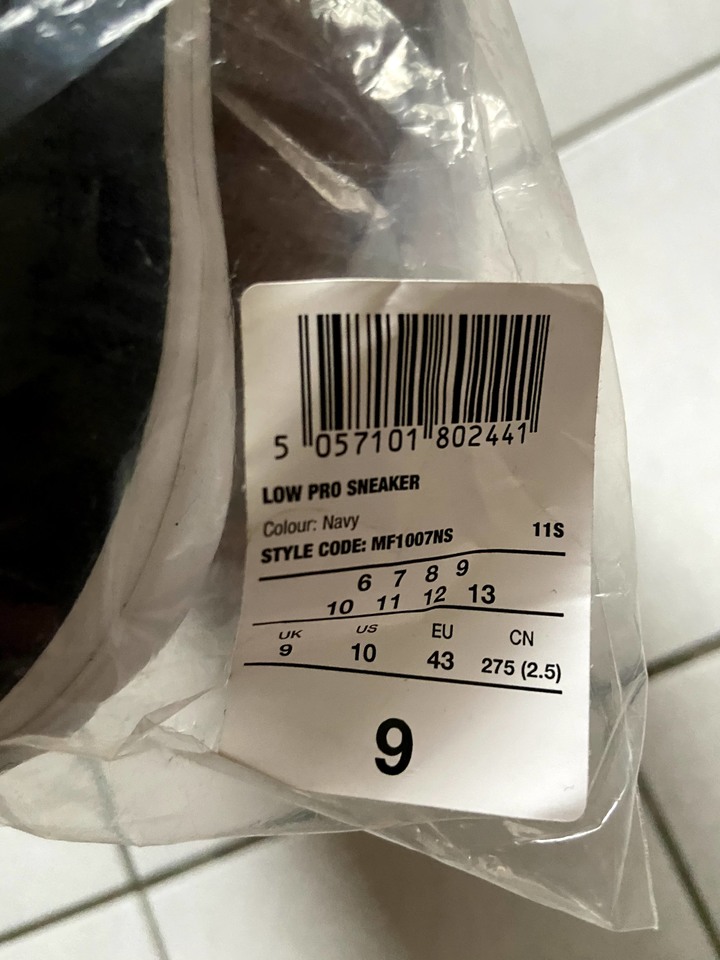 5 057101 802441
LOW PRO SNEAKER
Colour: Navy
STYLE CODE: MF1007NS 11S
6 7 8 9
10 11 12 13
UK US EU CN
9 10 43 275 (2.5)
9